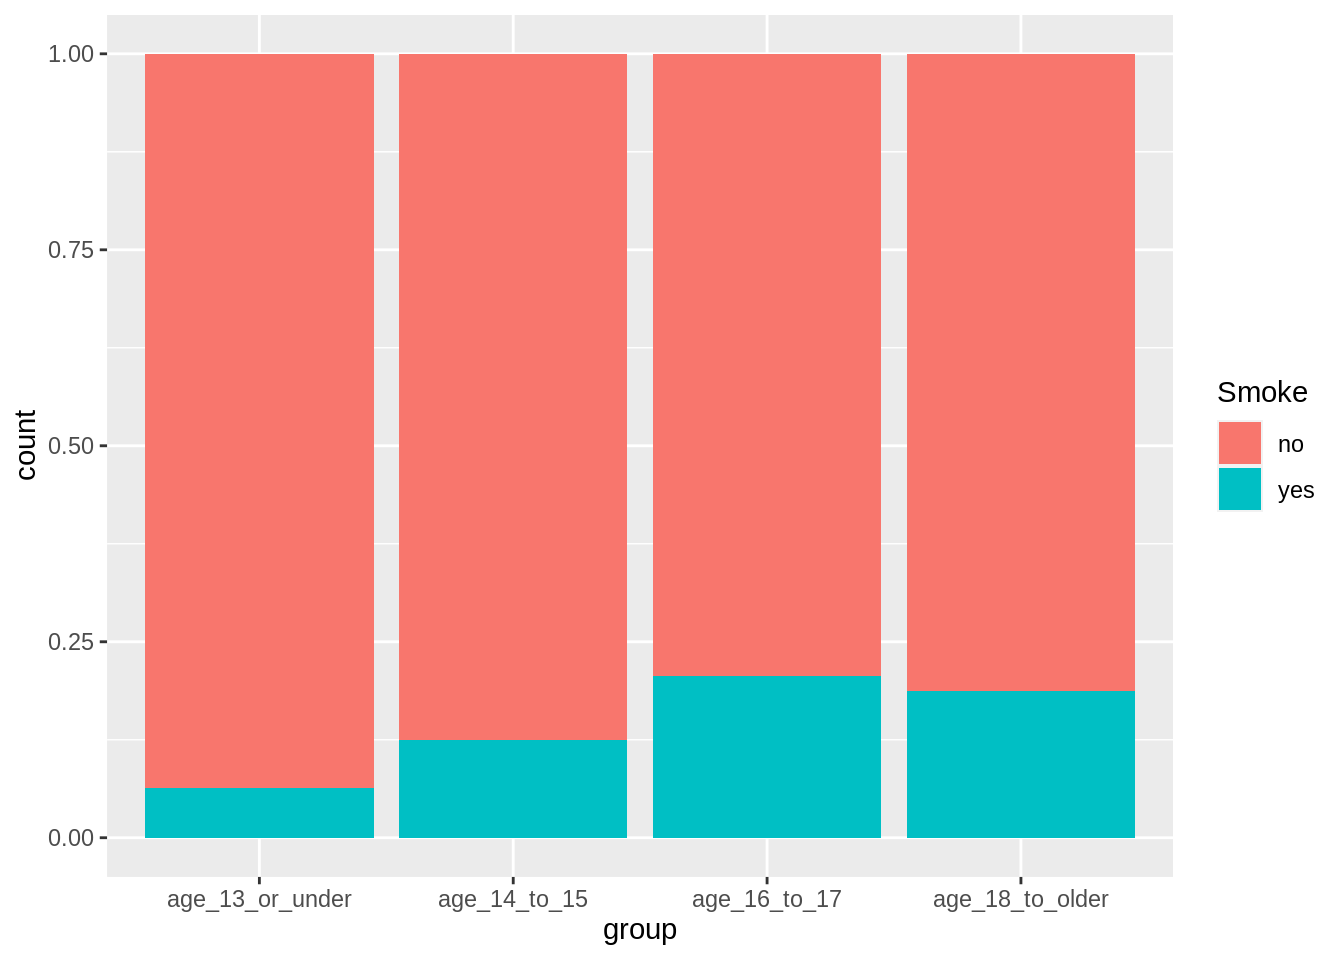 1.00
0.75
0.50
0.25
0.00
count
age_13_or_under
age_14_to_15
age_16_to_17
age_18_to_older
group
Smoke
no
yes